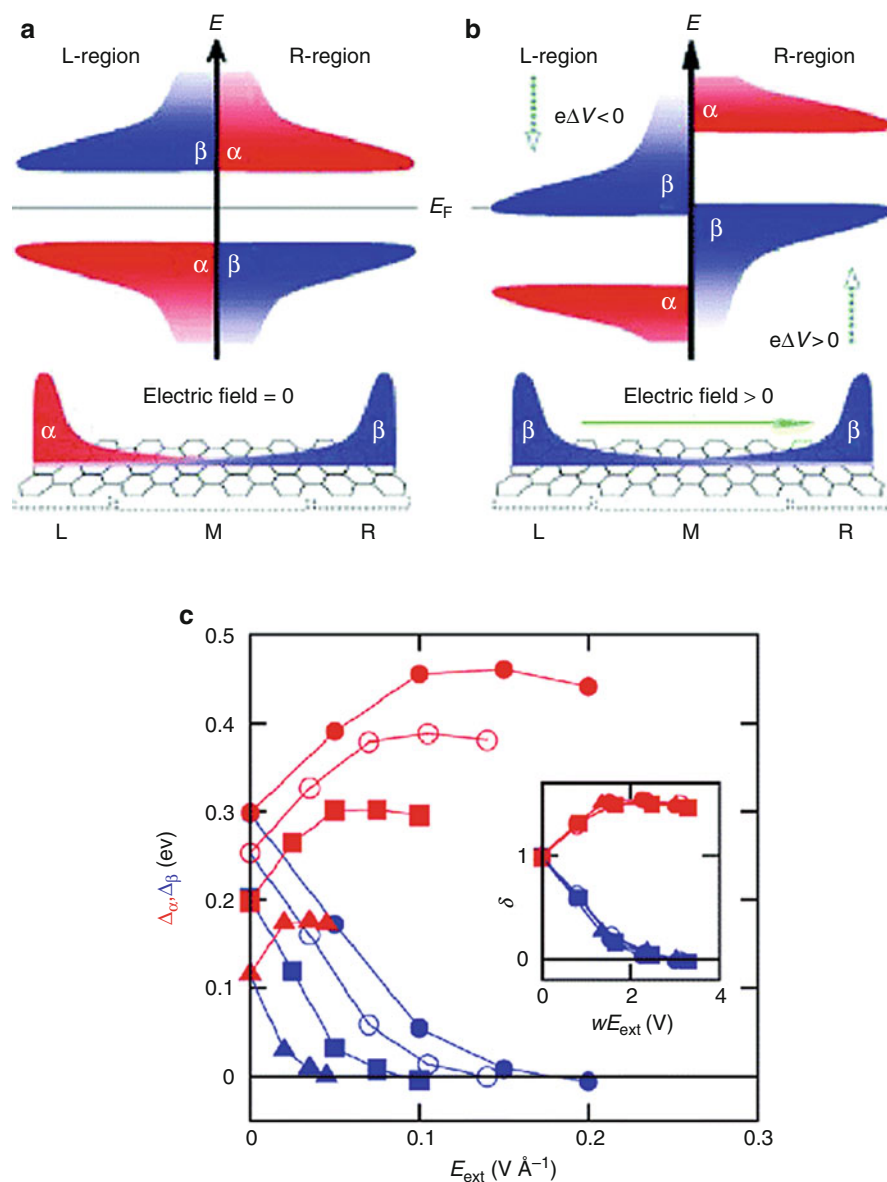 a
E
L-region
R-region
β
α
α
β
E_F
Electric field = 0
α
β
L
M
R
b
E
L-region
R-region
eΔV<0
α
β
β
α
eΔV>0
Electric field > 0
β
β
L
M
R
c
0.5
0.4
0.3
0.2
0.1
0
Δα,Δβ (ev)
0
0.1
0.2
0.3
E_ext (V Å⁻¹)
1
0
δ
0
2
4
wE_ext (V)